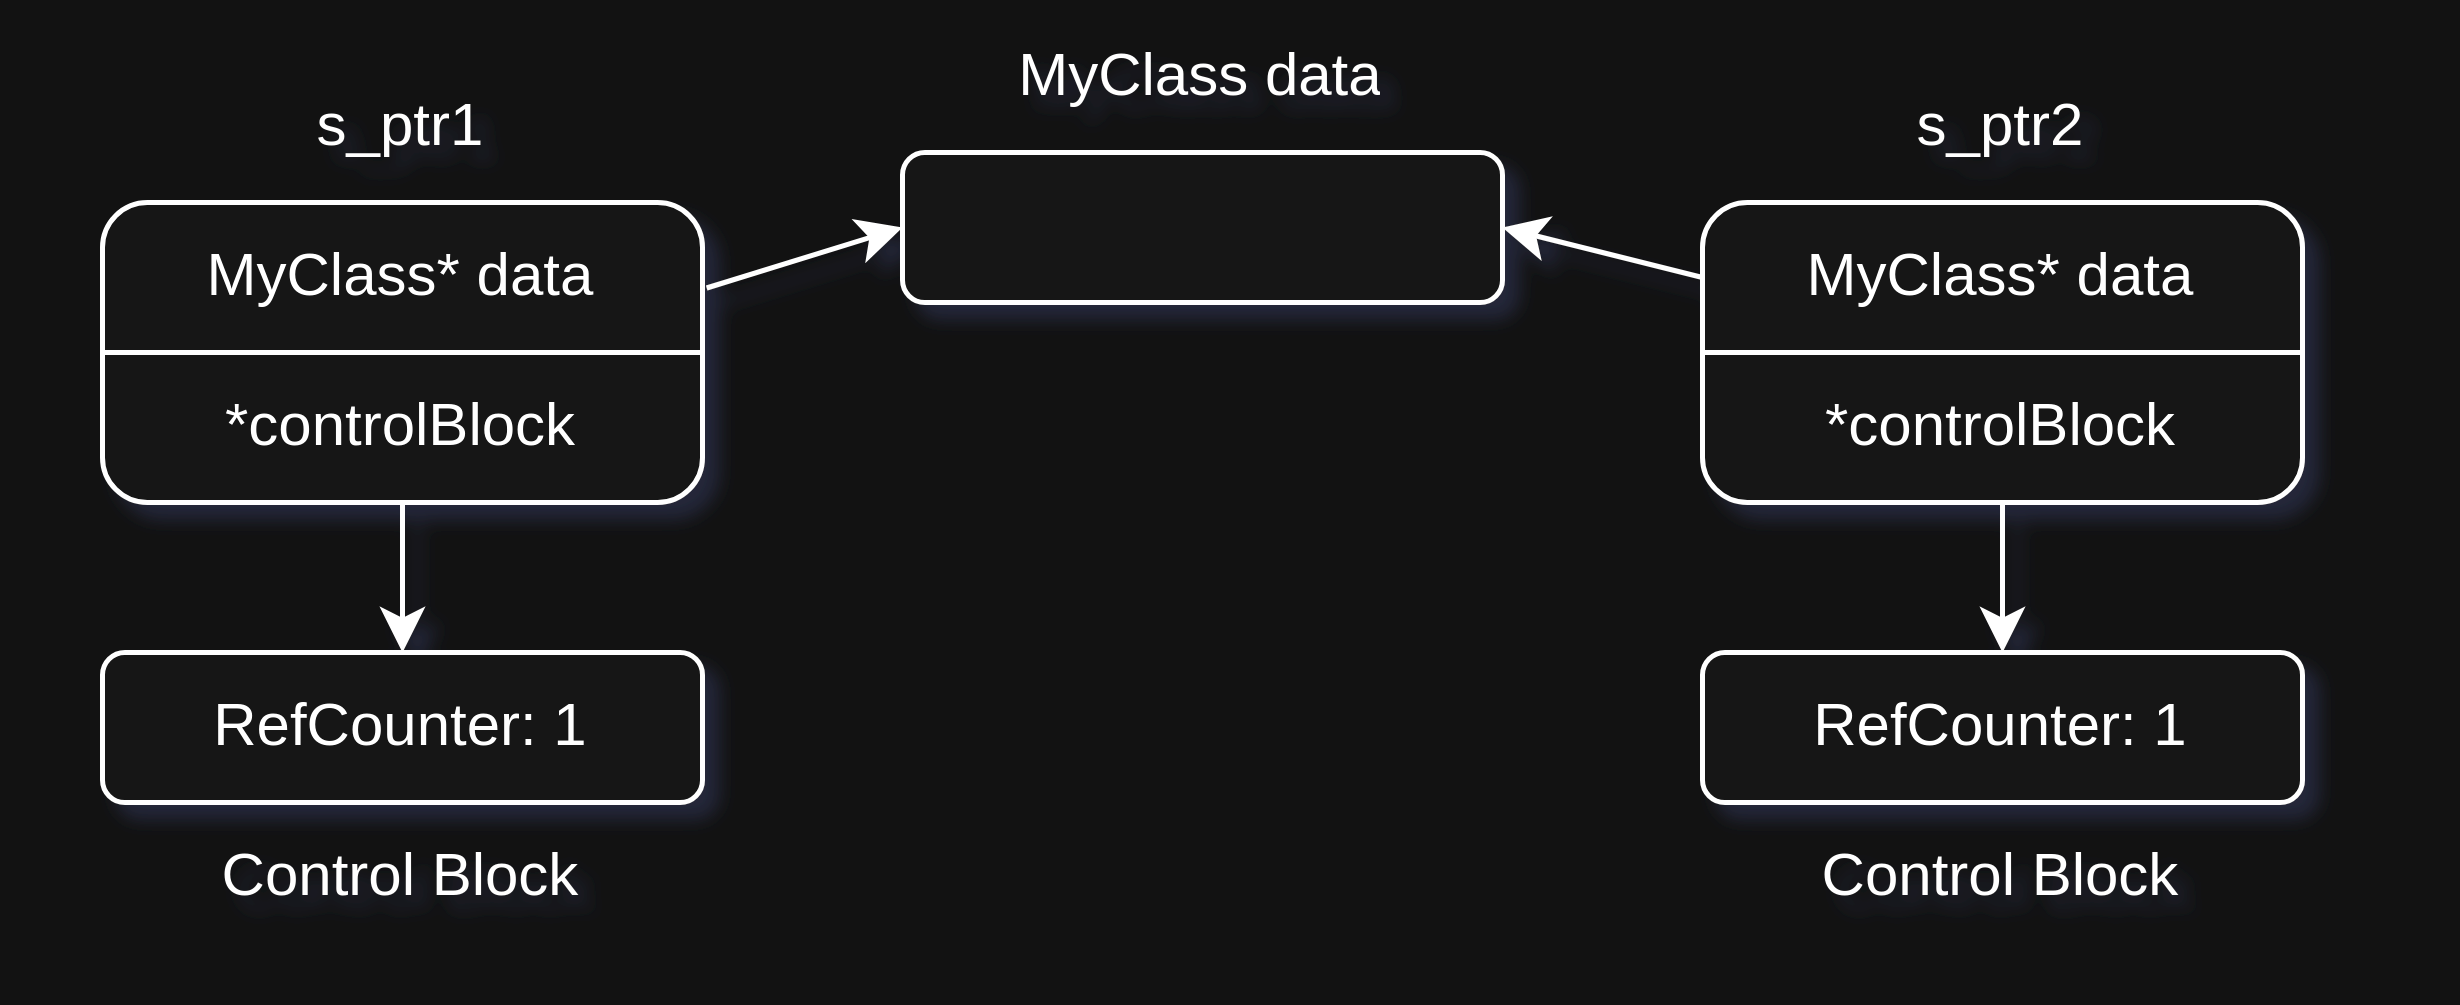 MyClass data
s_ptr1
s_ptr2
MyClass* data
MyClass* data
*controlBlock
*controlBlock
RefCounter: 1
RefCounter: 1
Control Block
Control Block